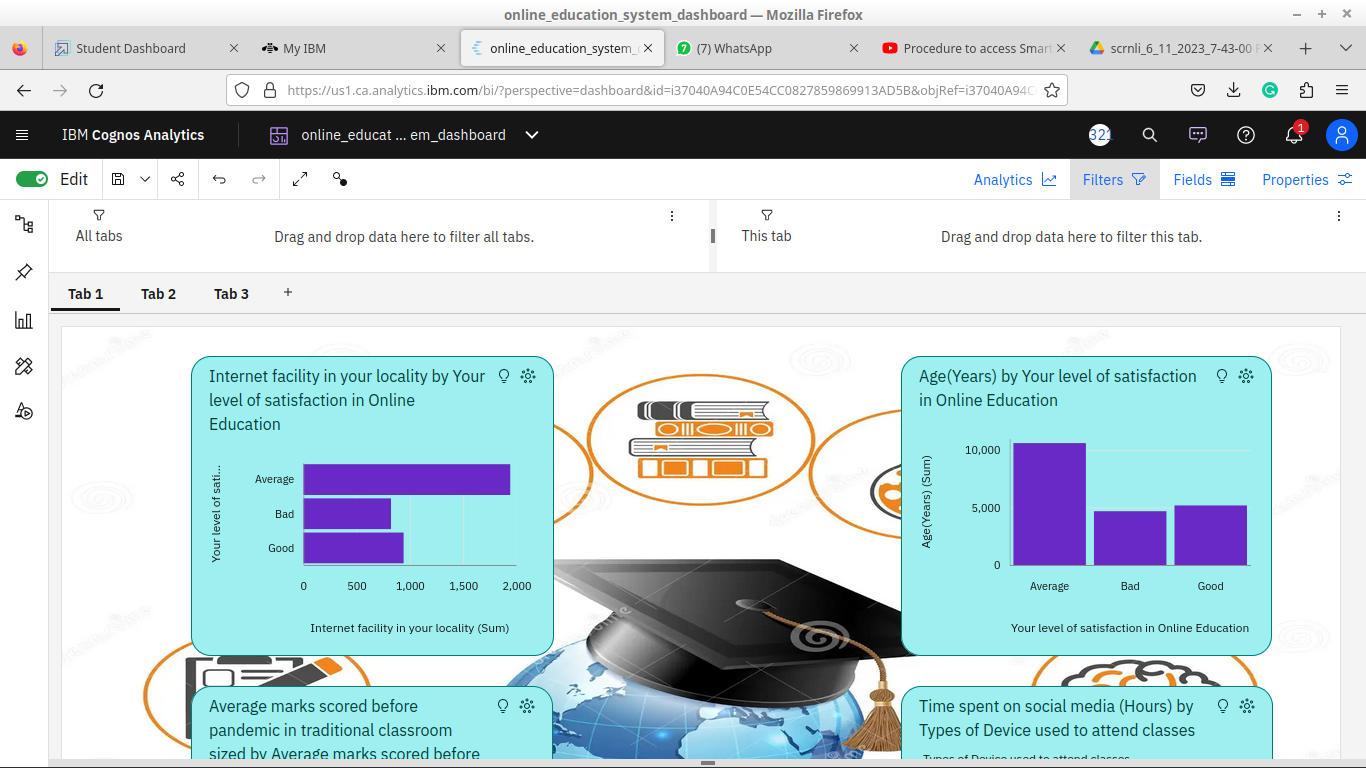 online_education_system_dashboard — Mozilla Firefox
Student Dashboard
My IBM
online_education_system_
(7) WhatsApp
Procedure to access Smar
scrnli_6_11_2023_7-43-00
https://us1.ca.analytics.ibm.com/bi/?perspective=dashboard&id=i37040A94C0E54CC0827859869913AD5B&objRef=i37040A94C
IBM Cognos Analytics
online_educat ... em_dashboard
321
1
Edit
Analytics
Filters
Fields
Properties
All tabs
Drag and drop data here to filter all tabs.
This tab
Drag and drop data here to filter this tab.
Tab 1
Tab 2
Tab 3
+
Internet facility in your locality by Your
level of satisfaction in Online
Education
Your level of sati...
Average
Bad
Good
0
500
1,000
1,500
2,000
Internet facility in your locality (Sum)
Age(Years) by Your level of satisfaction
in Online Education
Age(Years) (Sum)
10,000
5,000
0
Average
Bad
Good
Your level of satisfaction in Online Education
Average marks scored before
pandemic in traditional classroom
sized by Average marks scored before
Time spent on social media (Hours) by
Types of Device used to attend classes
Types of Device used to attend classes